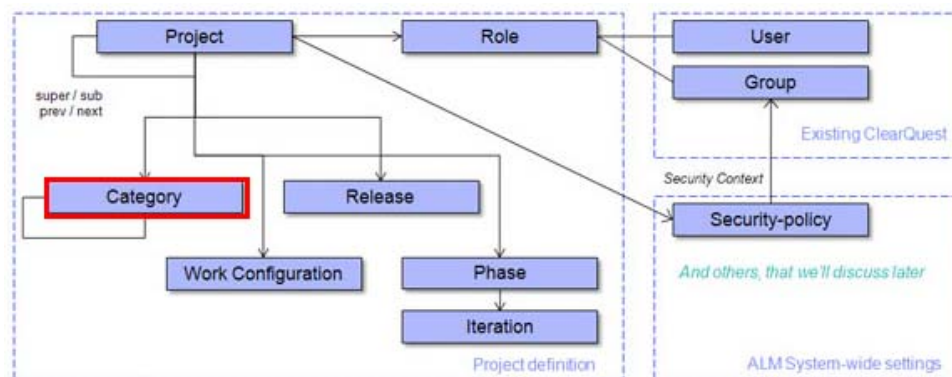 Project
Role
User
Group
super / sub
prev / next
Existing ClearQuest
Security Context
Category
Release
Security-policy
Work Configuration
Phase
And others, that we'll discuss later
Iteration
Project definition
ALM System-wide settings